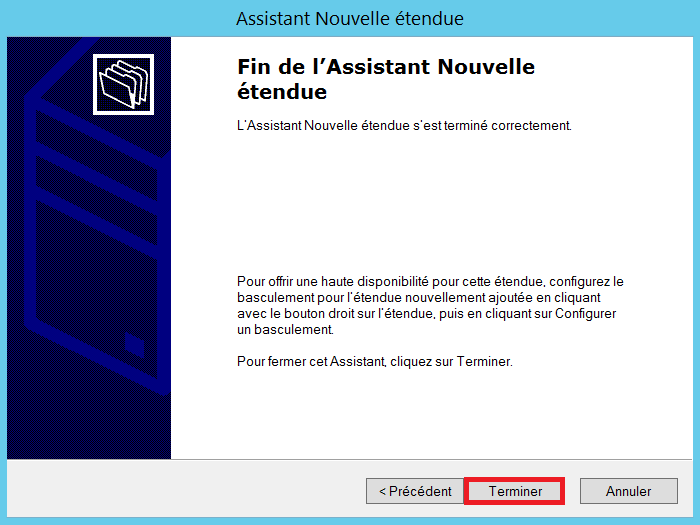 Assistant Nouvelle étendue
Fin de l’Assistant Nouvelle
étendue
L’Assistant Nouvelle étendue s’est terminé correctement.
Pour offrir une haute disponibilité pour cette étendue, configurez le
basculement pour l’étendue nouvellement ajoutée en cliquant
avec le bouton droit sur l’étendue, puis en cliquant sur Configurer
un basculement.
Pour fermer cet Assistant, cliquez sur Terminer.
< Précédent
Terminer
Annuler